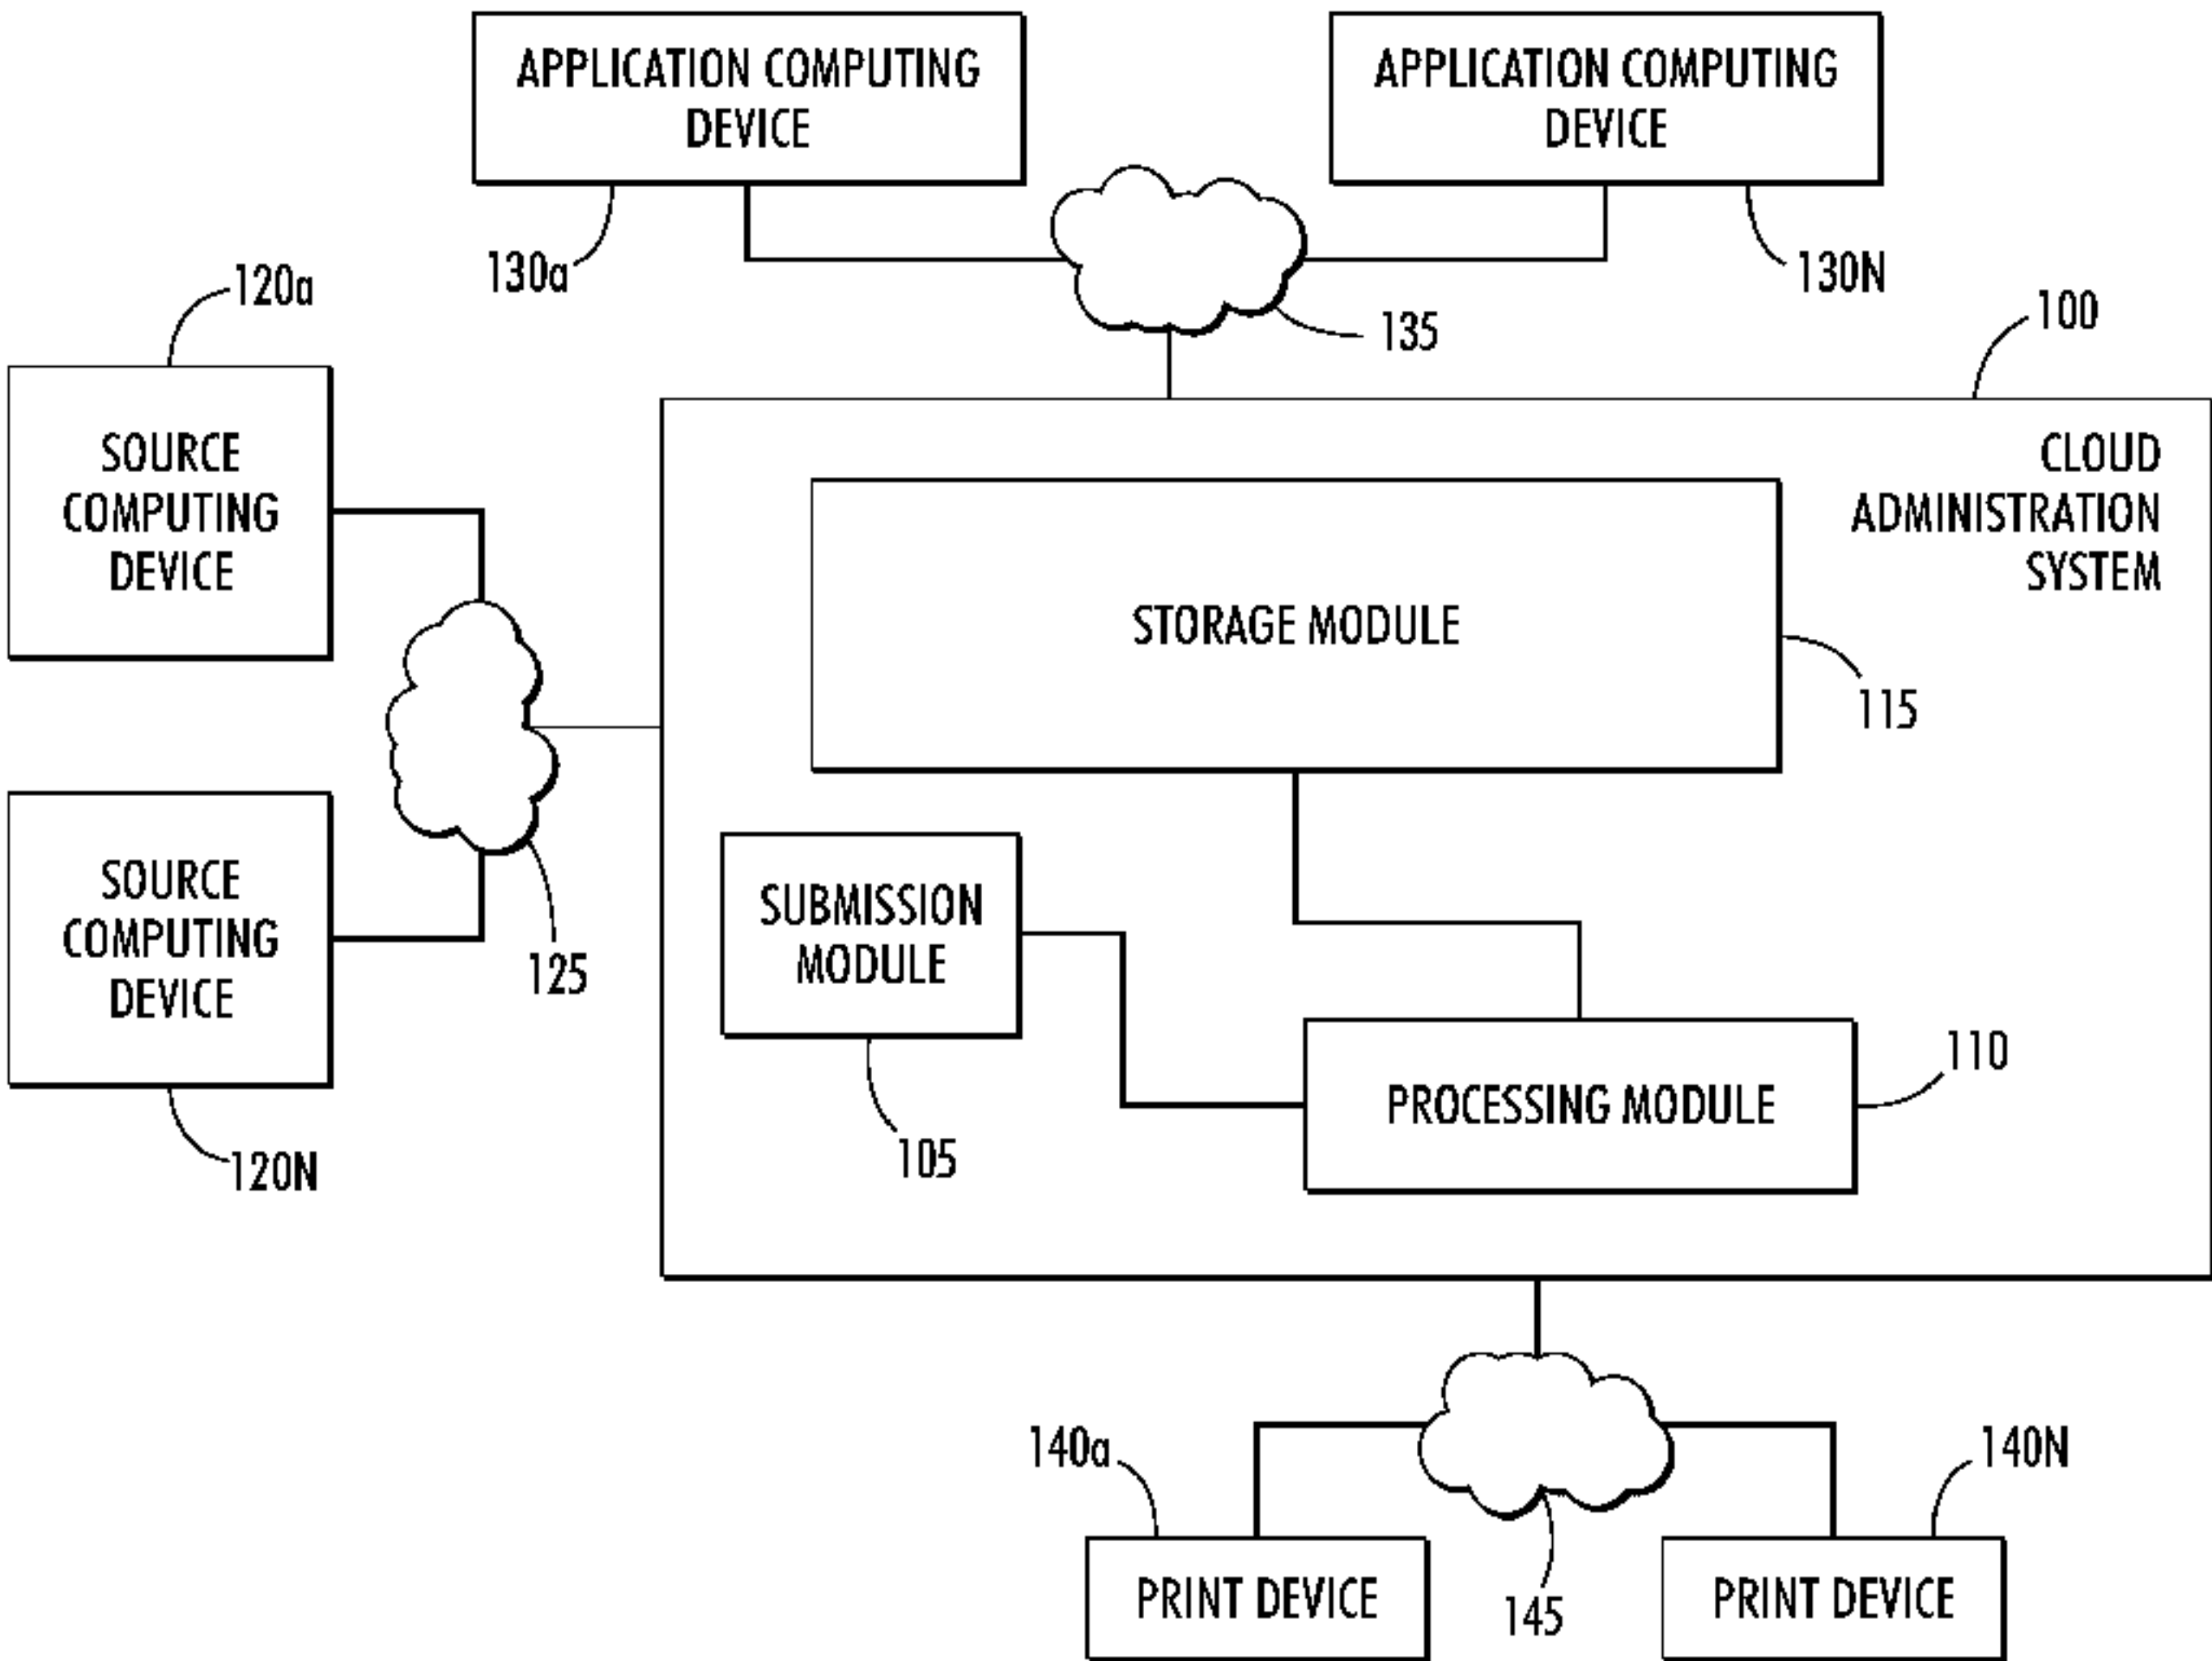 APPLICATION COMPUTING
DEVICE
APPLICATION COMPUTING
DEVICE
130a
130N
120a
135
100
SOURCE
COMPUTING
DEVICE
CLOUD
ADMINISTRATION
SYSTEM
STORAGE MODULE
115
SOURCE
COMPUTING
DEVICE
125
SUBMISSION
MODULE
110
PROCESSING MODULE
105
120N
140a
140N
PRINT DEVICE
145
PRINT DEVICE